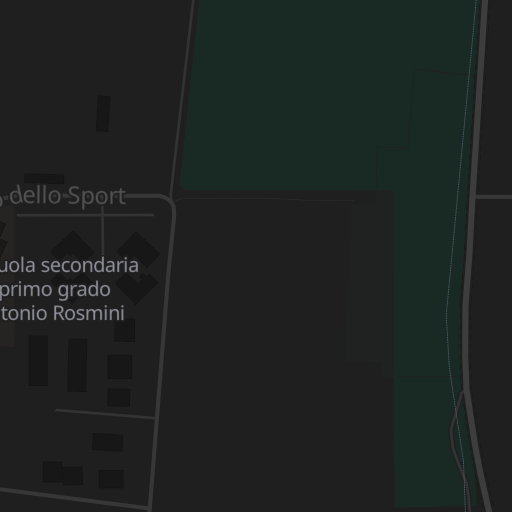 dello Sport
uola secondaria
primo grado
tonio Rosmini